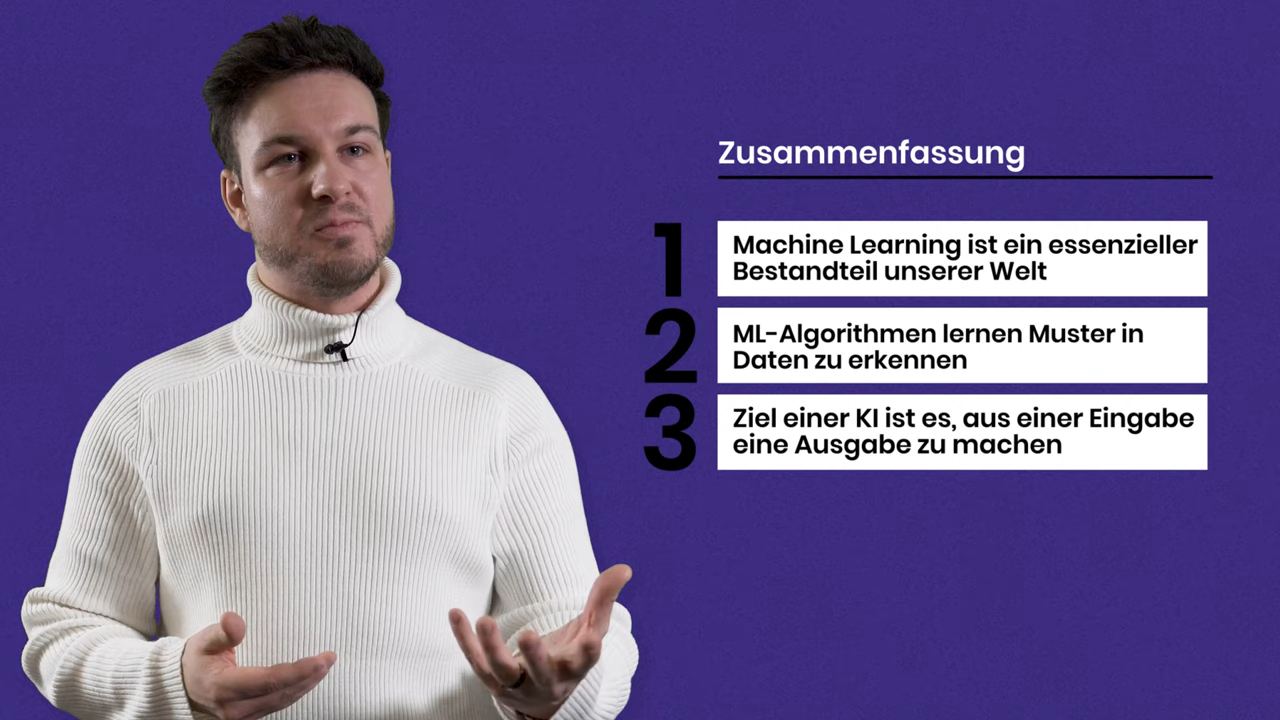 Zusammenfassung
1
Machine Learning ist ein essenzieller
Bestandteil unserer Welt
2
ML-Algorithmen lernen Muster in
Daten zu erkennen
3
Ziel einer KI ist es, aus einer Eingabe
eine Ausgabe zu machen